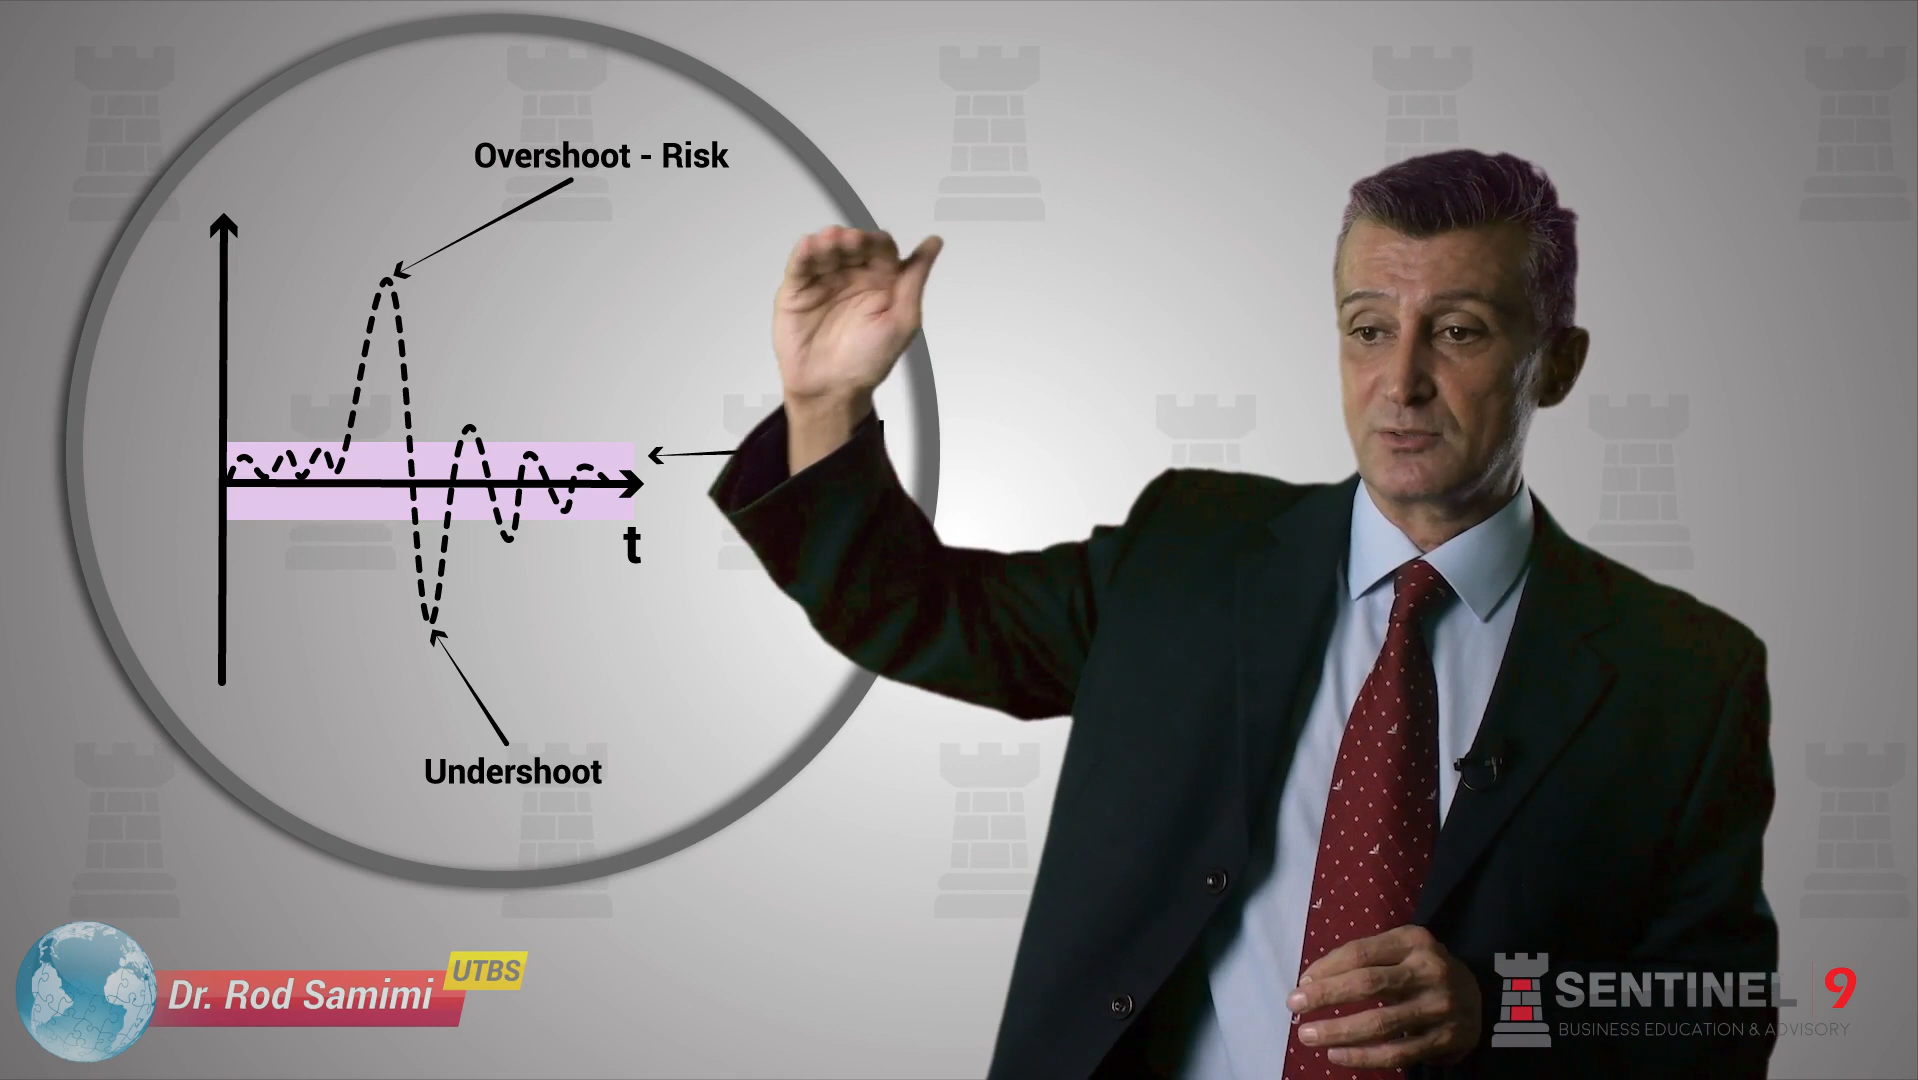 Overshoot - Risk
t
Undershoot
Dr. Rod Samimi
UTBS
SENTINEL 9
BUSINESS EDUCATION & ADVISORY